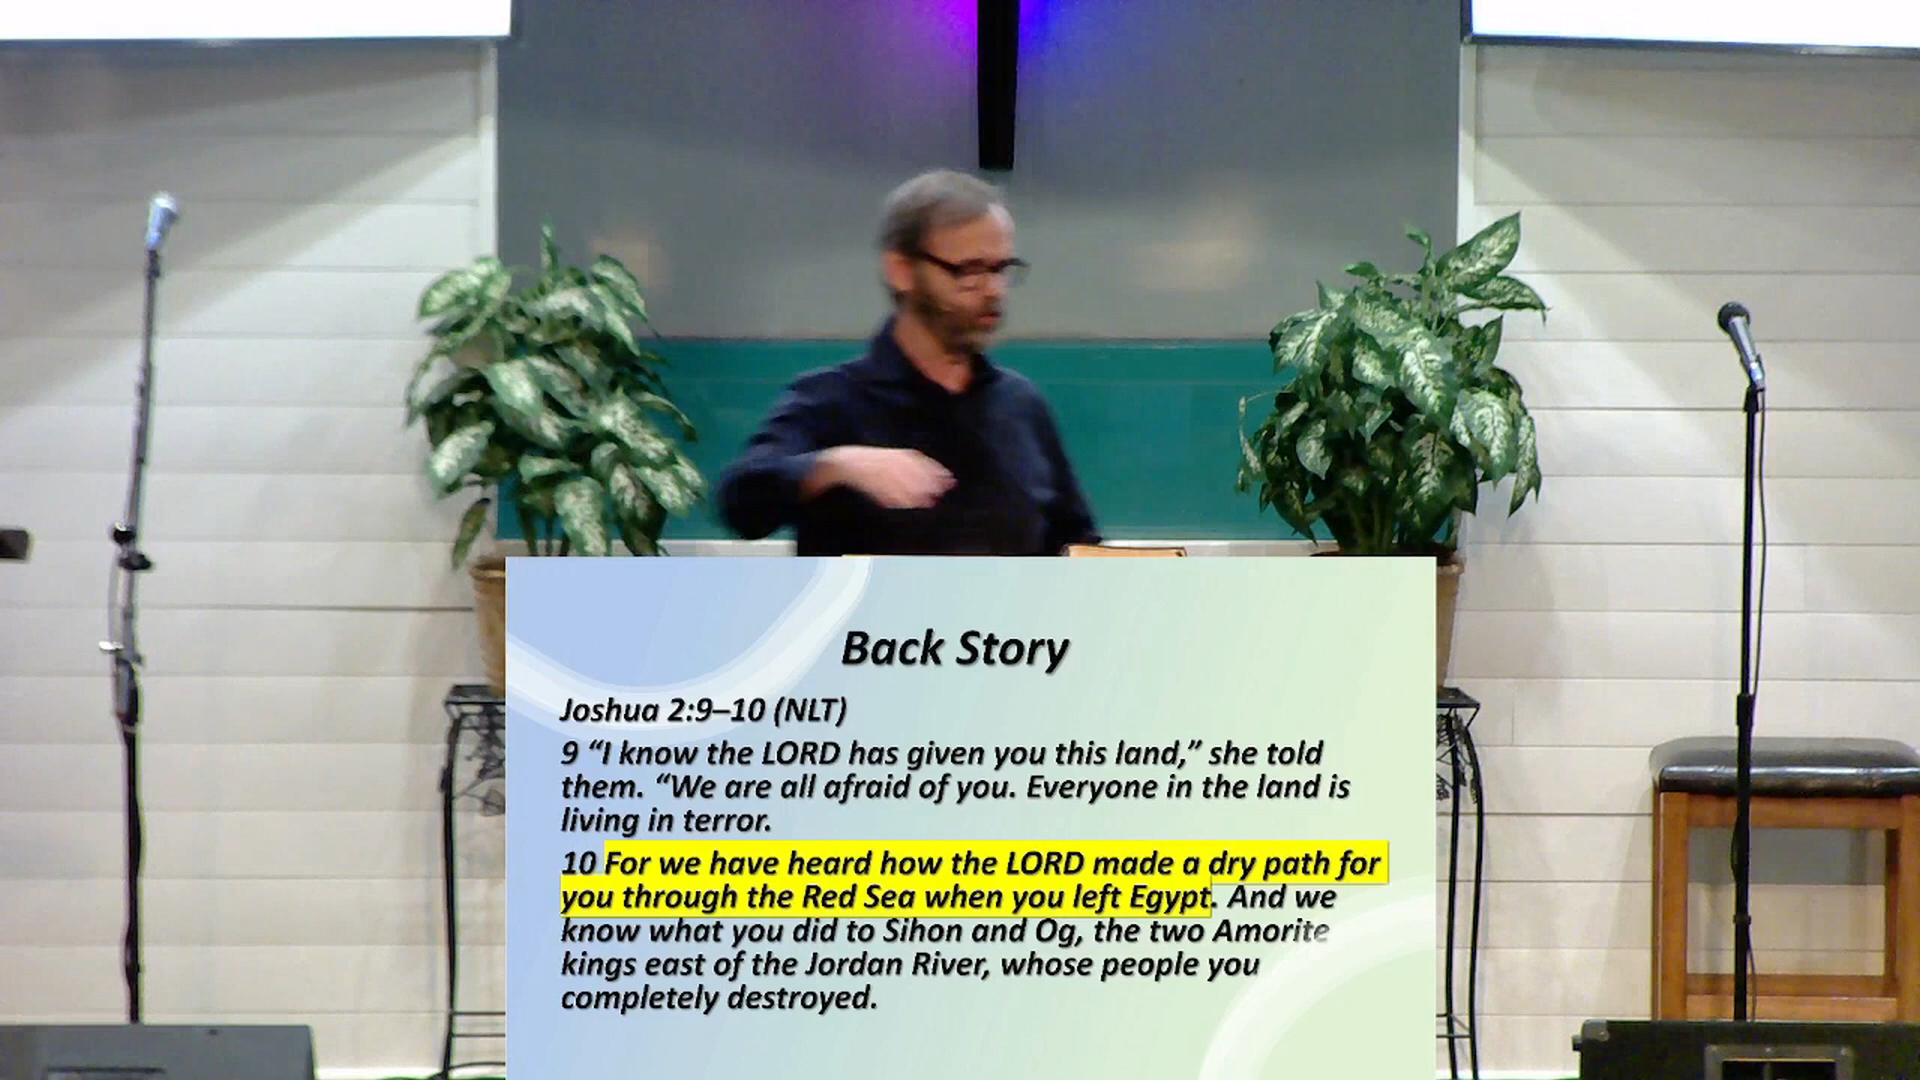 Back Story
Joshua 2:9–10 (NLT)
9 “I know the LORD has given you this land,” she told
them. “We are all afraid of you. Everyone in the land is
living in terror.
10 For we have heard how the LORD made a dry path for
you through the Red Sea when you left Egypt. And we
know what you did to Sihon and Og, the two Amorite
kings east of the Jordan River, whose people you
completely destroyed.